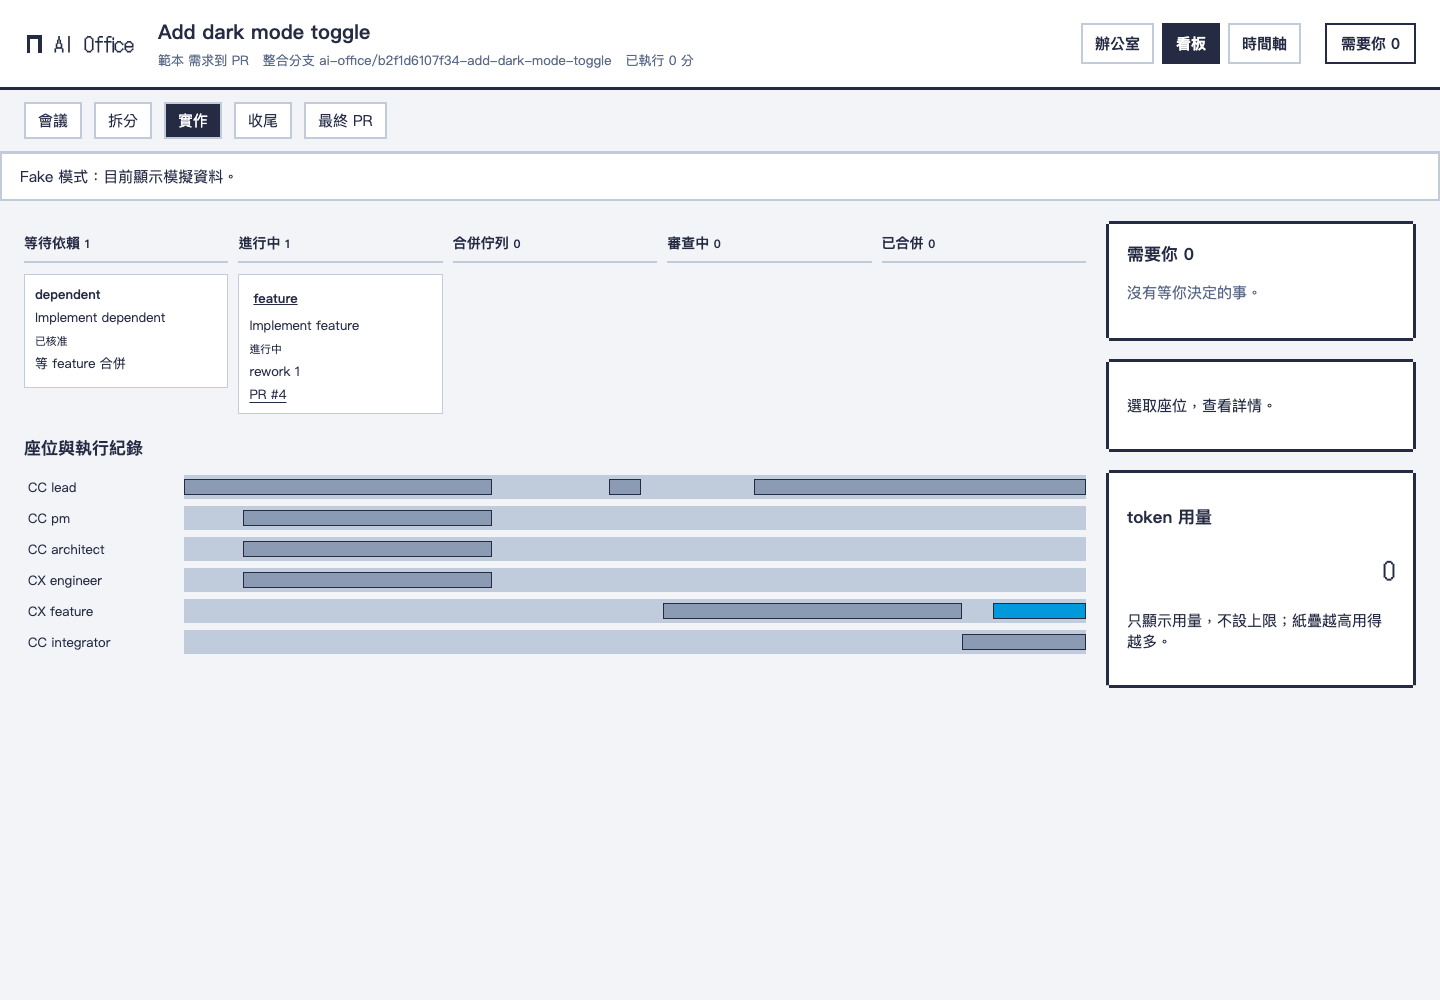 AI Office
Add dark mode toggle
範本 需求到 PR 整合分支 ai-office/b2f1d6107f34-add-dark-mode-toggle 已執行 0 分
辦公室
看板
時間軸
需要你 0
會議
拆分
實作
收尾
最終 PR
Fake 模式：目前顯示模擬資料。
等待依賴 1
dependent
Implement dependent
已核准
等 feature 合併
進行中 1
feature
Implement feature
進行中
rework 1
PR #4
合併佇列 0
審查中 0
已合併 0
座位與執行紀錄
CC lead
CC pm
CC architect
CX engineer
CX feature
CC integrator
需要你 0
沒有等你決定的事。
選取座位，查看詳情。
token 用量
0
只顯示用量，不設上限；紙疊越高用得
越多。